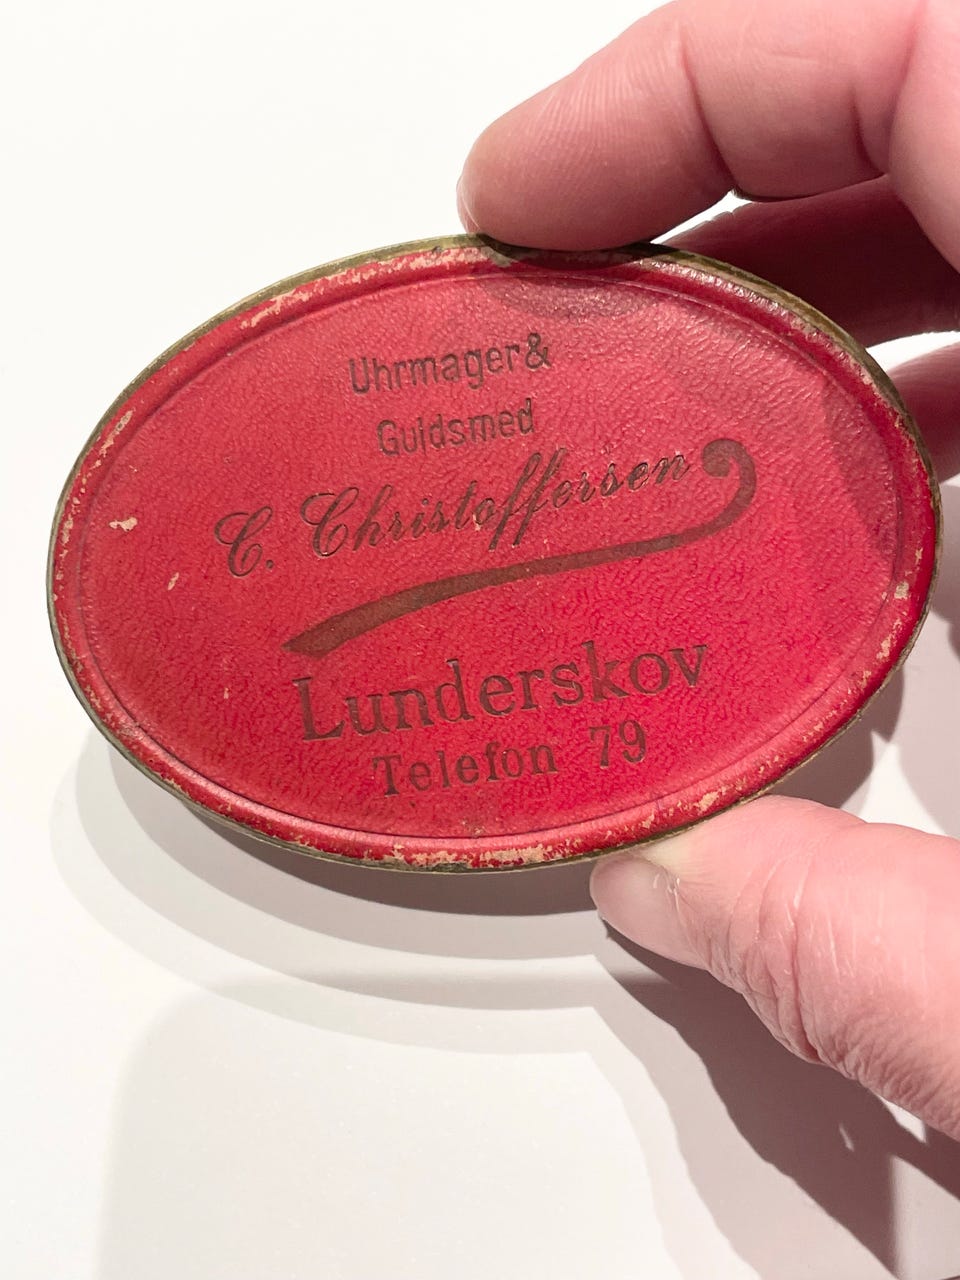 Uhrmager &
Guldsmed
C. Christoffersen
Lunderskov
Telefon 79